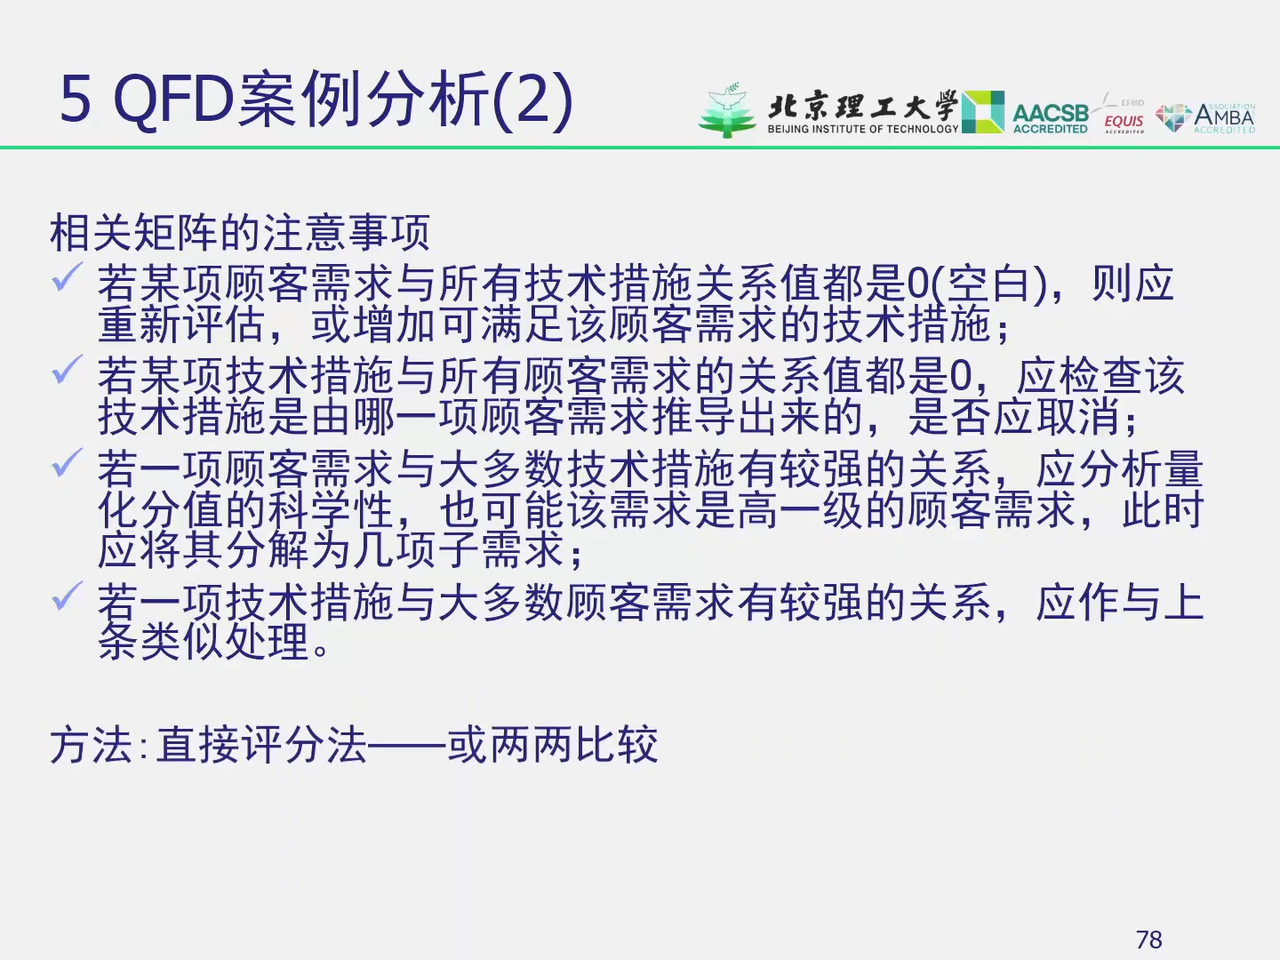 5 QFD案例分析(2)
北京理工大学
BEIJING INSTITUTE OF TECHNOLOGY
AACSB
ACCREDITED
EFMD
EQUIS
ACCREDITED
ASSOCIATION
AMBA
ACCREDITED
相关矩阵的注意事项
✓ 若某项顾客需求与所有技术措施关系值都是0(空白)，则应
重新评估，或增加可满足该顾客需求的技术措施；
✓ 若某项技术措施与所有顾客需求的关系值都是0，应检查该
技术措施是由哪一项顾客需求推导出来的，是否应取消；
✓ 若一项顾客需求与大多数技术措施有较强的关系，应分析量
化分值的科学性，也可能该需求是高一级的顾客需求，此时
应将其分解为几项子需求；
✓ 若一项技术措施与大多数顾客需求有较强的关系，应作与上
条类似处理。
方法:直接评分法——或两两比较
78